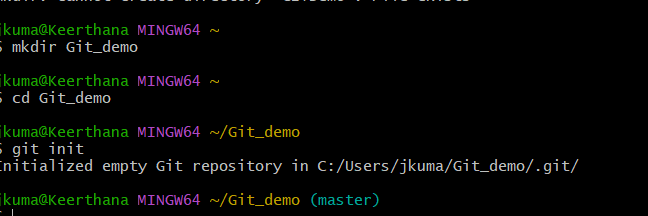 jkuma@Keerthana MINGW64 ~
$ mkdir Git_demo
jkuma@Keerthana MINGW64 ~
$ cd Git_demo
jkuma@Keerthana MINGW64 ~/Git_demo
$ git init
Initialized empty Git repository in C:/Users/jkuma/Git_demo/.git/
jkuma@Keerthana MINGW64 ~/Git_demo (master)